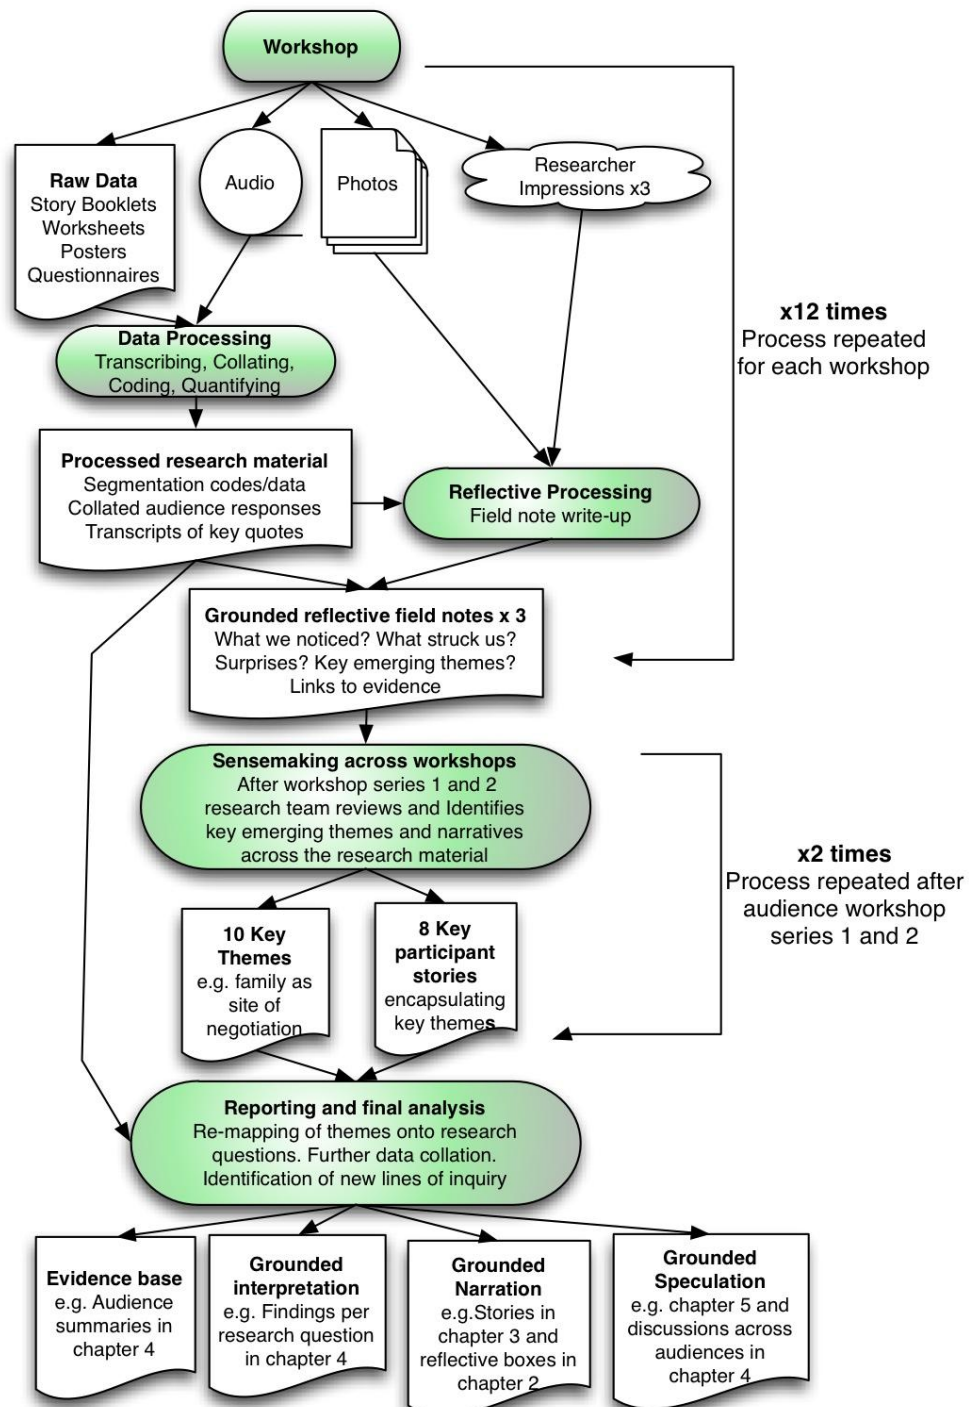 Workshop
Raw Data
Story Booklets
Worksheets
Posters
Questionnaires
Audio
Photos
Researcher
Impressions x3
x12 times
Process repeated
for each workshop
Data Processing
Transcribing, Collating,
Coding, Quantifying
Processed research material
Segmentation codes/data
Collated audience responses
Transcripts of key quotes
Reflective Processing
Field note write-up
Grounded reflective field notes x 3
What we noticed? What struck us?
Surprises? Key emerging themes?
Links to evidence
Sensemaking across workshops
After workshop series 1 and 2
research team reviews and Identifies
key emerging themes and narratives
across the research material
x2 times
Process repeated after
audience workshop
series 1 and 2
10 Key
Themes
e.g. family as
site of
negotiation
8 Key
participant
stories
encapsulating
key themes
Reporting and final analysis
Re-mapping of themes onto research
questions. Further data collation.
Identification of new lines of inquiry
Evidence base
e.g. Audience
summaries in
chapter 4
Grounded
interpretation
e.g. Findings per
research question
in chapter 4
Grounded
Narration
e.g.Stories in
chapter 3 and
reflective boxes in
chapter 2
Grounded
Speculation
e.g. chapter 5 and
discussions across
audiences in
chapter 4